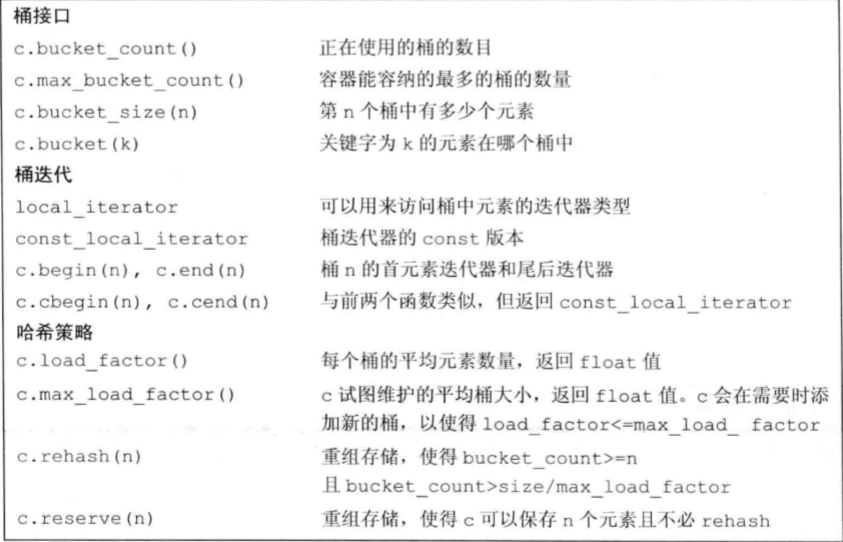 桶接口
c.bucket_count() 正在使用的桶的数目
c.max_bucket_count() 容器能容纳的最多的桶的数量
c.bucket_size(n) 第 n 个桶中有多少个元素
c.bucket(k) 关键字为 k 的元素在哪个桶中
桶迭代
local_iterator 可以用来访问桶中元素的迭代器类型
const_local_iterator 桶迭代器的 const 版本
c.begin(n), c.end(n) 桶 n 的首元素迭代器和尾后迭代器
c.cbegin(n), c.cend(n) 与前两个函数类似，但返回 const_local_iterator
哈希策略
c.load_factor() 每个桶的平均元素数量，返回 float 值
c.max_load_factor() c 试图维护的平均桶大小，返回 float 值。c 会在需要时添
加新的桶，以使得 load_factor<=max_load_ factor
c.rehash(n) 重组存储，使得 bucket_count>=n
且 bucket_count>size/max_load_factor
c.reserve(n) 重组存储，使得 c 可以保存 n 个元素且不必 rehash